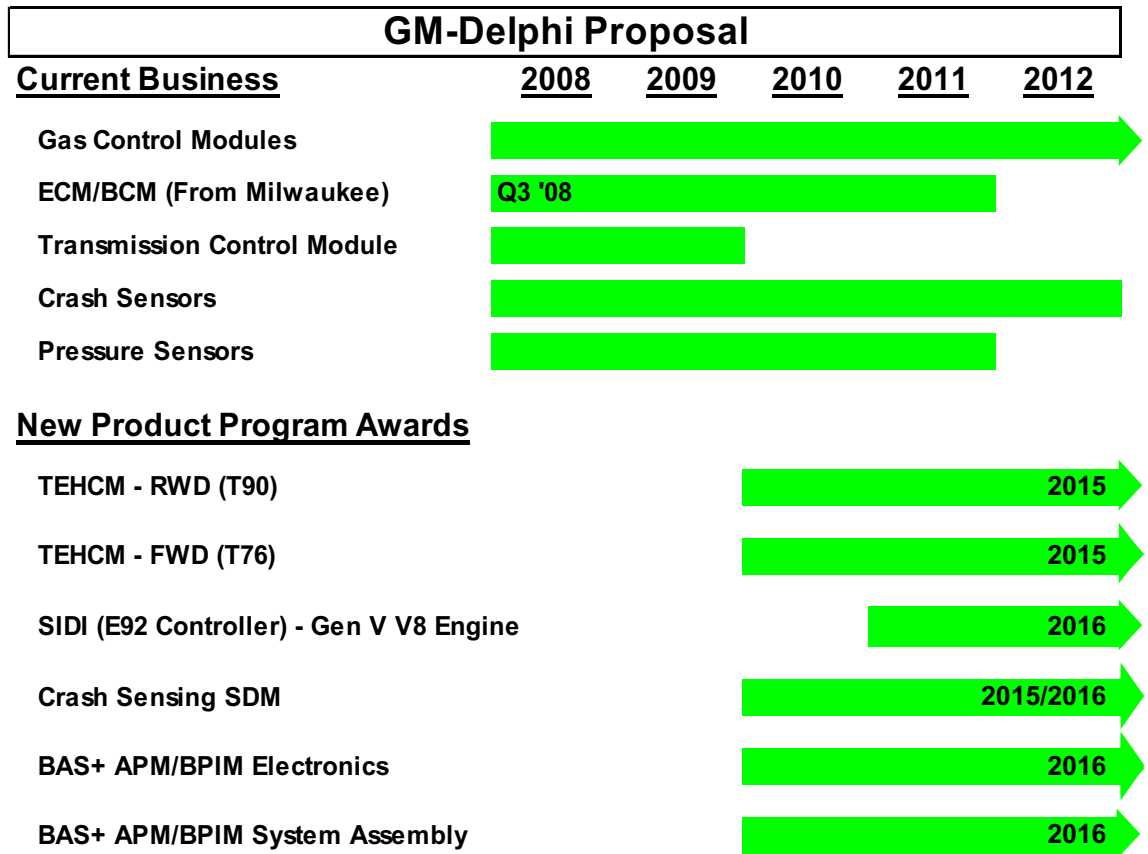 GM-Delphi Proposal
Current Business 2008 2009 2010 2011 2012
Gas Control Modules
ECM/BCM (From Milwaukee) Q3 '08
Transmission Control Module
Crash Sensors
Pressure Sensors
New Product Program Awards
TEHCM - RWD (T90) 2015
TEHCM - FWD (T76) 2015
SIDI (E92 Controller) - Gen V V8 Engine 2016
Crash Sensing SDM 2015/2016
BAS+ APM/BPIM Electronics 2016
BAS+ APM/BPIM System Assembly 2016